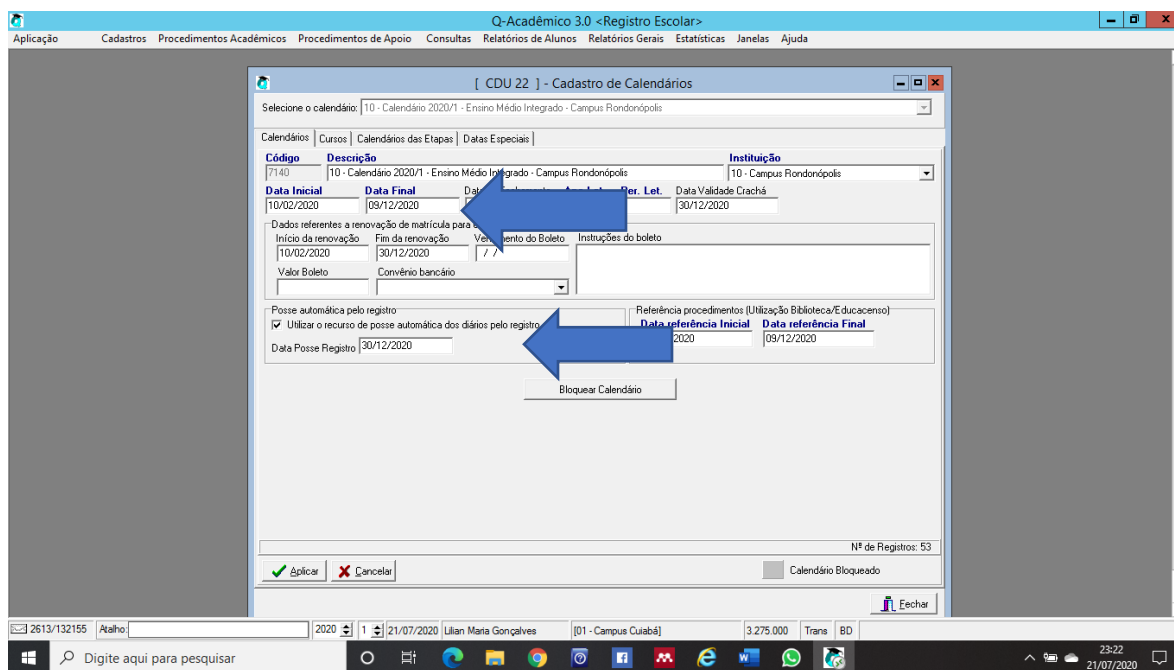 Q-Acadêmico 3.0 <Registro Escolar>
Aplicação Cadastros Procedimentos Acadêmicos Procedimentos de Apoio Consultas Relatórios de Alunos Relatórios Gerais Estatísticas Janelas Ajuda
[ CDU 22 ] - Cadastro de Calendários
Selecione o calendário: 10 - Calendário 2020/1 - Ensino Médio Integrado - Campus Rondonópolis
Calendários Cursos Calendários das Etapas Datas Especiais
Código Descrição Instituição
7140 10 - Calendário 2020/1 - Ensino Médio Integrado - Campus Rondonópolis 10 - Campus Rondonópolis
Data Inicial Data Final Per. Let. Data Validade Crachá
10/02/2020 09/12/2020 30/12/2020
Dados referentes a renovação de matrícula para
Início da renovação Fim da renovação Vencimento do Boleto Instruções do boleto
10/02/2020 30/12/2020 / /
Valor Boleto Convênio bancário
Posse automática pelo registro Referência procedimentos (Utilização Biblioteca/Educacenso)
Utilizar o recurso de posse automática dos diários pelo registro Data referência Inicial Data referência Final
Data Posse Registro 30/12/2020 2020 09/12/2020
Bloquear Calendário
Nª de Registros: 53
Aplicar Cancelar Calendário Bloqueado
Fechar
2613/132155 Atalho: 2020 1 21/07/2020 Lilian Maria Gonçalves [01 - Campus Cuiabá] 3.275.000 Trans BD
Digite aqui para pesquisar 23:22
21/07/2020